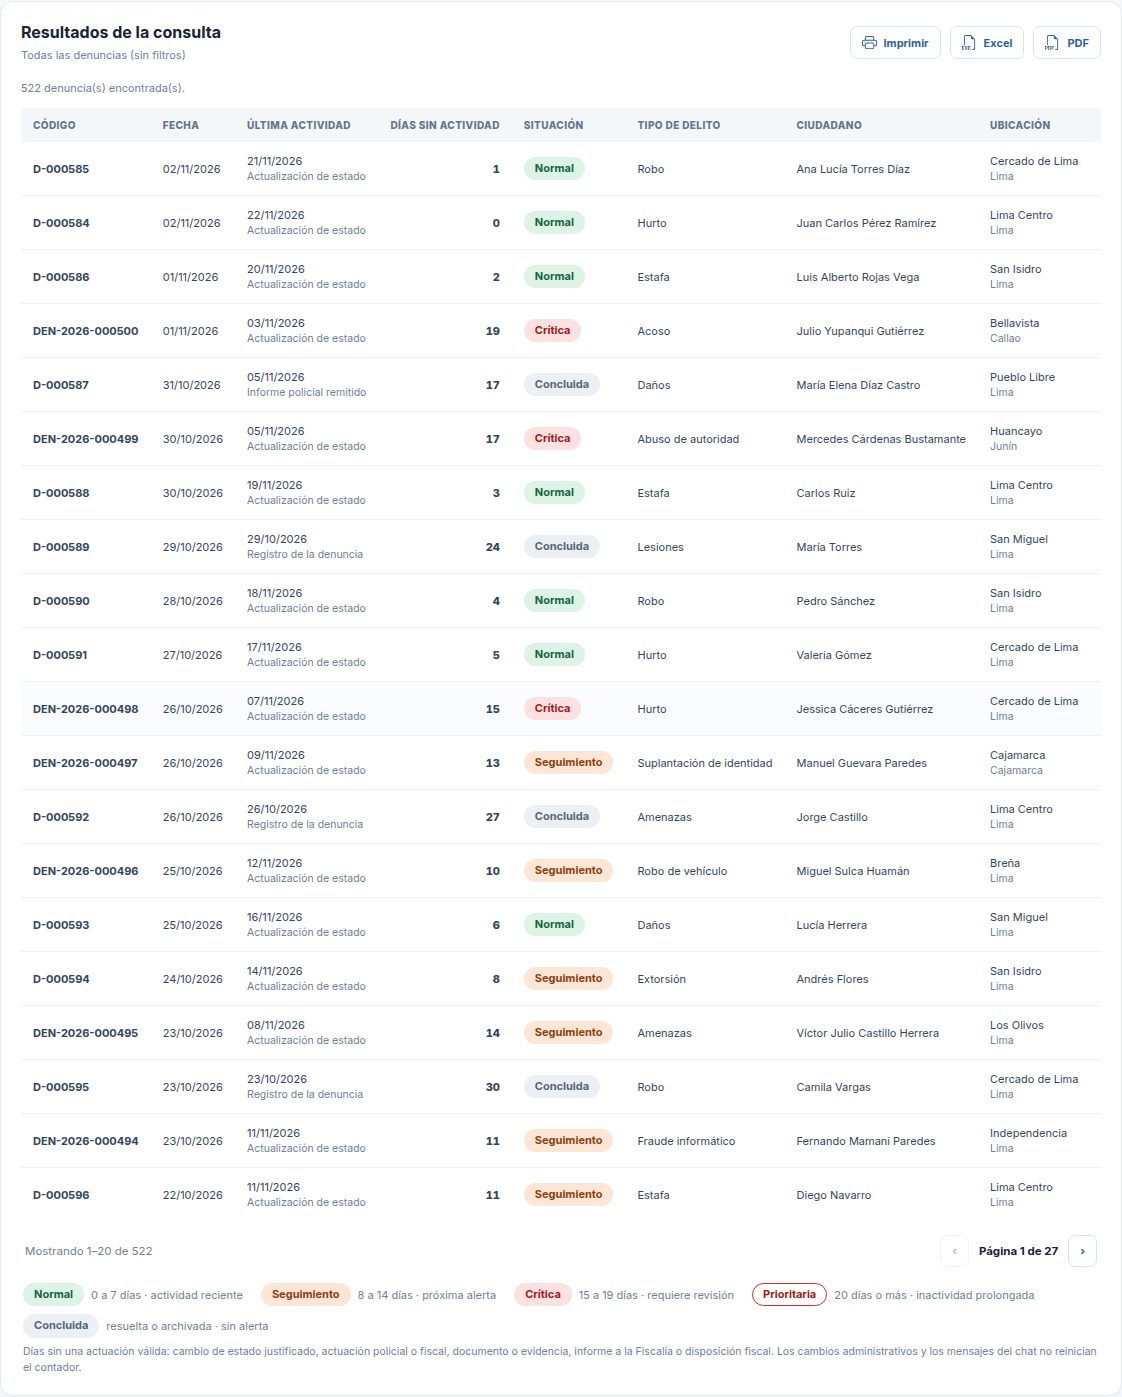 Resultados de la consulta
Todas las denuncias (sin filtros)
Imprimir
Excel
PDF
522 denuncia(s) encontrada(s).
CÓDIGO FECHA ÚLTIMA ACTIVIDAD DÍAS SIN ACTIVIDAD SITUACIÓN TIPO DE DELITO CIUDADANO UBICACIÓN
D-000585 02/11/2026 21/11/2026 Actualización de estado 1 Normal Robo Ana Lucía Torres Díaz Cercado de Lima Lima
D-000584 02/11/2026 22/11/2026 Actualización de estado 0 Normal Hurto Juan Carlos Pérez Ramírez Lima Centro Lima
D-000586 01/11/2026 20/11/2026 Actualización de estado 2 Normal Estafa Luis Alberto Rojas Vega San Isidro Lima
DEN-2026-000500 01/11/2026 03/11/2026 Actualización de estado 19 Crítica Acoso Julio Yupanqui Gutiérrez Bellavista Callao
D-000587 31/10/2026 05/11/2026 Informe policial remitido 17 Concluida Daños María Elena Díaz Castro Pueblo Libre Lima
DEN-2026-000499 30/10/2026 05/11/2026 Actualización de estado 17 Crítica Abuso de autoridad Mercedes Cárdenas Bustamante Huancayo Junín
D-000588 30/10/2026 19/11/2026 Actualización de estado 3 Normal Estafa Carlos Ruiz Lima Centro Lima
D-000589 29/10/2026 29/10/2026 Registro de la denuncia 24 Concluida Lesiones María Torres San Miguel Lima
D-000590 28/10/2026 18/11/2026 Actualización de estado 4 Normal Robo Pedro Sánchez San Isidro Lima
D-000591 27/10/2026 17/11/2026 Actualización de estado 5 Normal Hurto Valeria Gómez Cercado de Lima Lima
DEN-2026-000498 26/10/2026 07/11/2026 Actualización de estado 15 Crítica Hurto Jessica Cáceres Gutiérrez Cercado de Lima Lima
DEN-2026-000497 26/10/2026 09/11/2026 Actualización de estado 13 Seguimiento Suplantación de identidad Manuel Guevara Paredes Cajamarca Cajamarca
D-000592 26/10/2026 26/10/2026 Registro de la denuncia 27 Concluida Amenazas Jorge Castillo Lima Centro Lima
DEN-2026-000496 25/10/2026 12/11/2026 Actualización de estado 10 Seguimiento Robo de vehículo Miguel Sulca Huamán Breña Lima
D-000593 25/10/2026 16/11/2026 Actualización de estado 6 Normal Daños Lucía Herrera San Miguel Lima
D-000594 24/10/2026 14/11/2026 Actualización de estado 8 Seguimiento Extorsión Andrés Flores San Isidro Lima
DEN-2026-000495 23/10/2026 08/11/2026 Actualización de estado 14 Seguimiento Amenazas Víctor Julio Castillo Herrera Los Olivos Lima
D-000595 23/10/2026 23/10/2026 Registro de la denuncia 30 Concluida Robo Camila Vargas Cercado de Lima Lima
DEN-2026-000494 23/10/2026 11/11/2026 Actualización de estado 11 Seguimiento Fraude informático Fernando Mamani Paredes Independencia Lima
D-000596 22/10/2026 11/11/2026 Actualización de estado 11 Seguimiento Estafa Diego Navarro Lima Centro Lima
Mostrando 1–20 de 522
‹ Página 1 de 27 ›
Normal 0 a 7 días · actividad reciente Seguimiento 8 a 14 días · próxima alerta Crítica 15 a 19 días · requiere revisión Prioritaria 20 días o más · inactividad prolongada
Concluida resuelta o archivada · sin alerta
Días sin una actuación válida: cambio de estado justificado, actuación policial o fiscal, documento o evidencia, informe a la Fiscalía o disposición fiscal. Los cambios administrativos y los mensajes del chat no reinician
el contador.